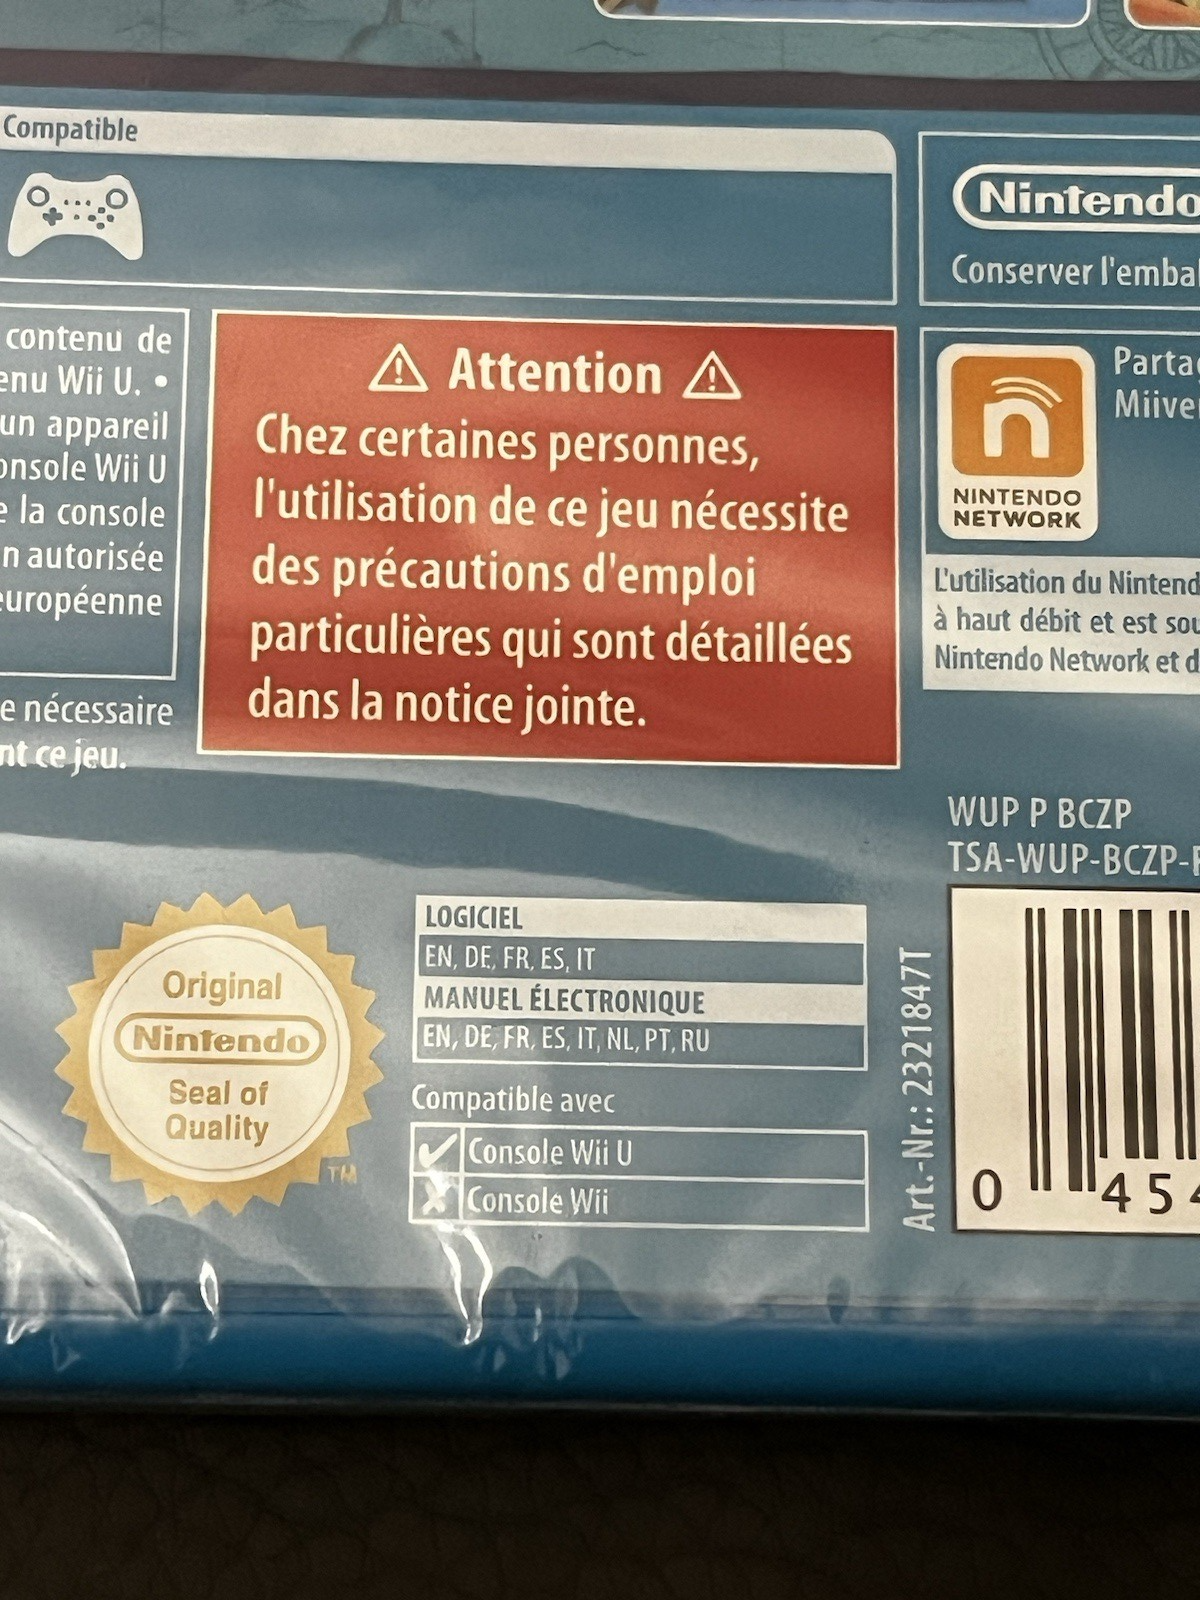 Compatible
Nintendo
Conserver l'embal
contenu de
enu Wii U. •
un appareil
onsole Wii U
e la console
n autorisée
européenne
e nécessaire
nt ce jeu.
⚠ Attention ⚠
Chez certaines personnes,
l'utilisation de ce jeu nécessite
des précautions d'emploi
particulières qui sont détaillées
dans la notice jointe.
Partag
Miiver
n
NINTENDO
NETWORK
L'utilisation du Nintend
à haut débit et est sou
Nintendo Network et d
WUP P BCZP
TSA-WUP-BCZP-F
Original
Nintendo
Seal of
Quality
TM
LOGICIEL
EN, DE, FR, ES, IT
MANUEL ÉLECTRONIQUE
EN, DE, FR, ES, IT, NL, PT, RU
Compatible avec
Console Wii U
Console Wii
Art.-Nr.: 2321847T
0 454